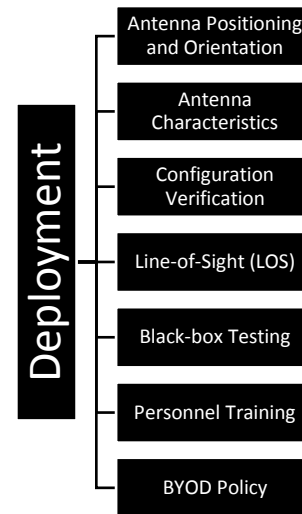 Deployment
Antenna Positioning
and Orientation
Antenna
Characteristics
Configuration
Verification
Line-of-Sight (LOS)
Black-box Testing
Personnel Training
BYOD Policy